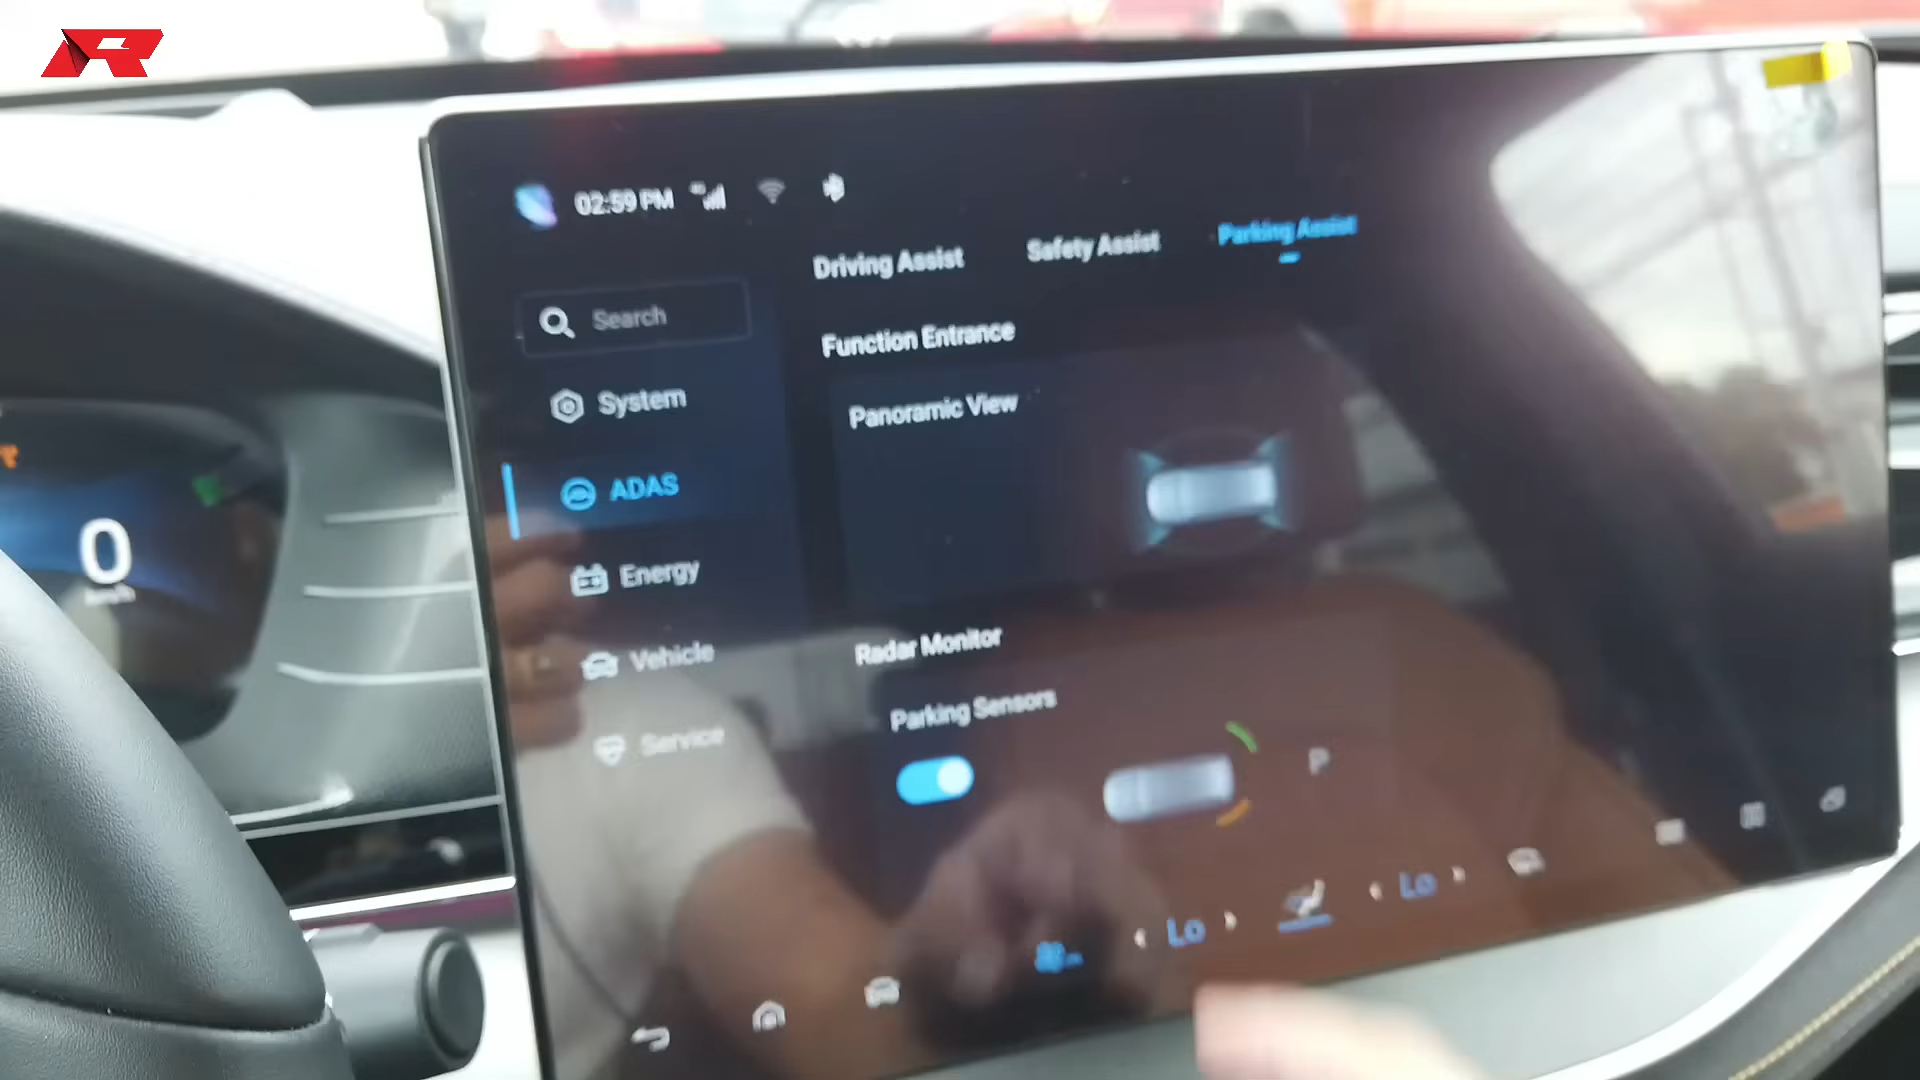 02:59 PM
Driving Assist
Safety Assist
Parking Assist
Search
Function Entrance
System
Panoramic View
ADAS
Energy
Radar Monitor
Vehicle
Parking Sensors
Service
P
Lo
Lo
0
R